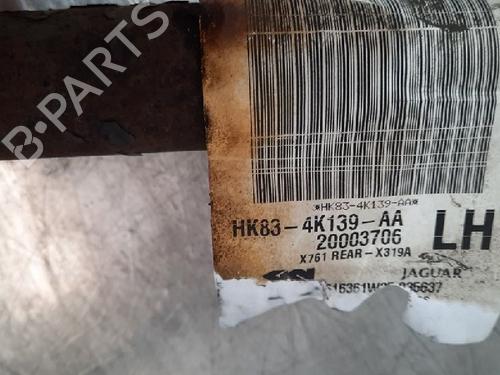 B-PARTS
*HK83-4K139-AA*
HK83-4K139-AA
LH
20003706
X761 REAR-X319A
JAGUAR